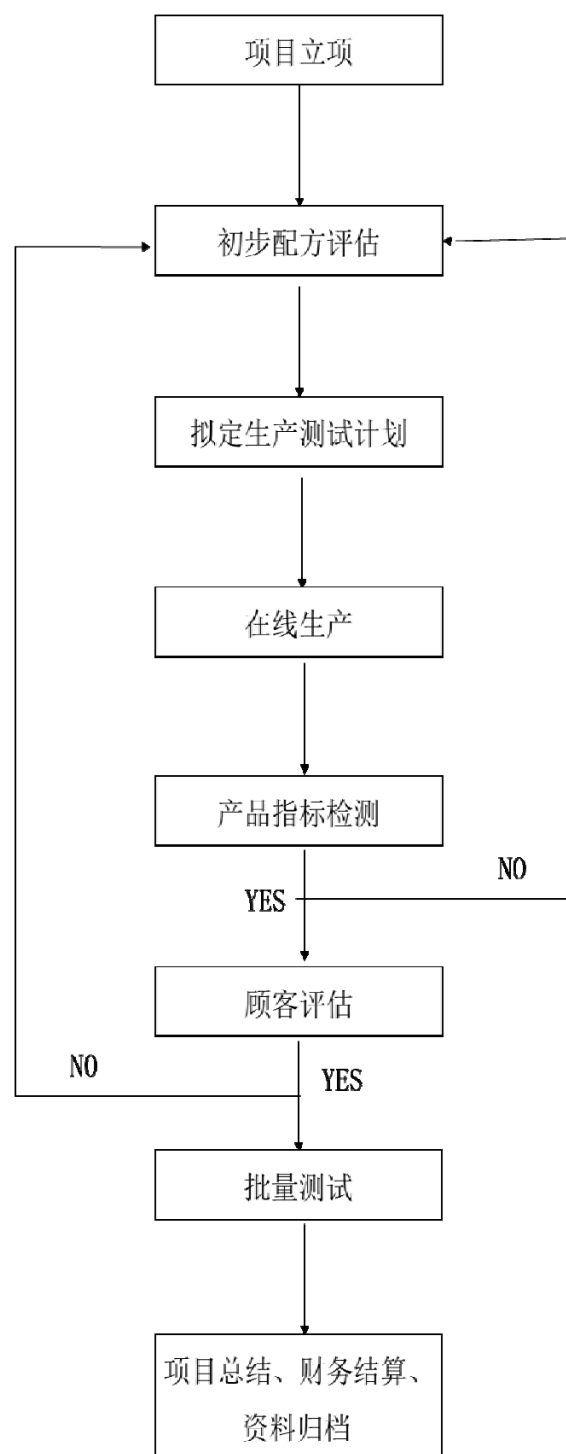 项目立项
初步配方评估
拟定生产测试计划
在线生产
产品指标检测
NO
YES
顾客评估
NO
YES
批量测试
项目总结、财务结算、
资料归档